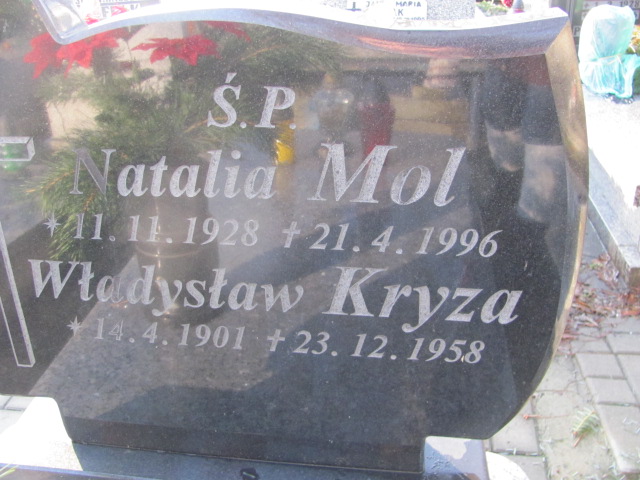 Ś.P.
Natalia Mol
* 11.11.1928 † 21.4.1996
Władysław Kryza
* 14.4.1901 † 23.12.1958